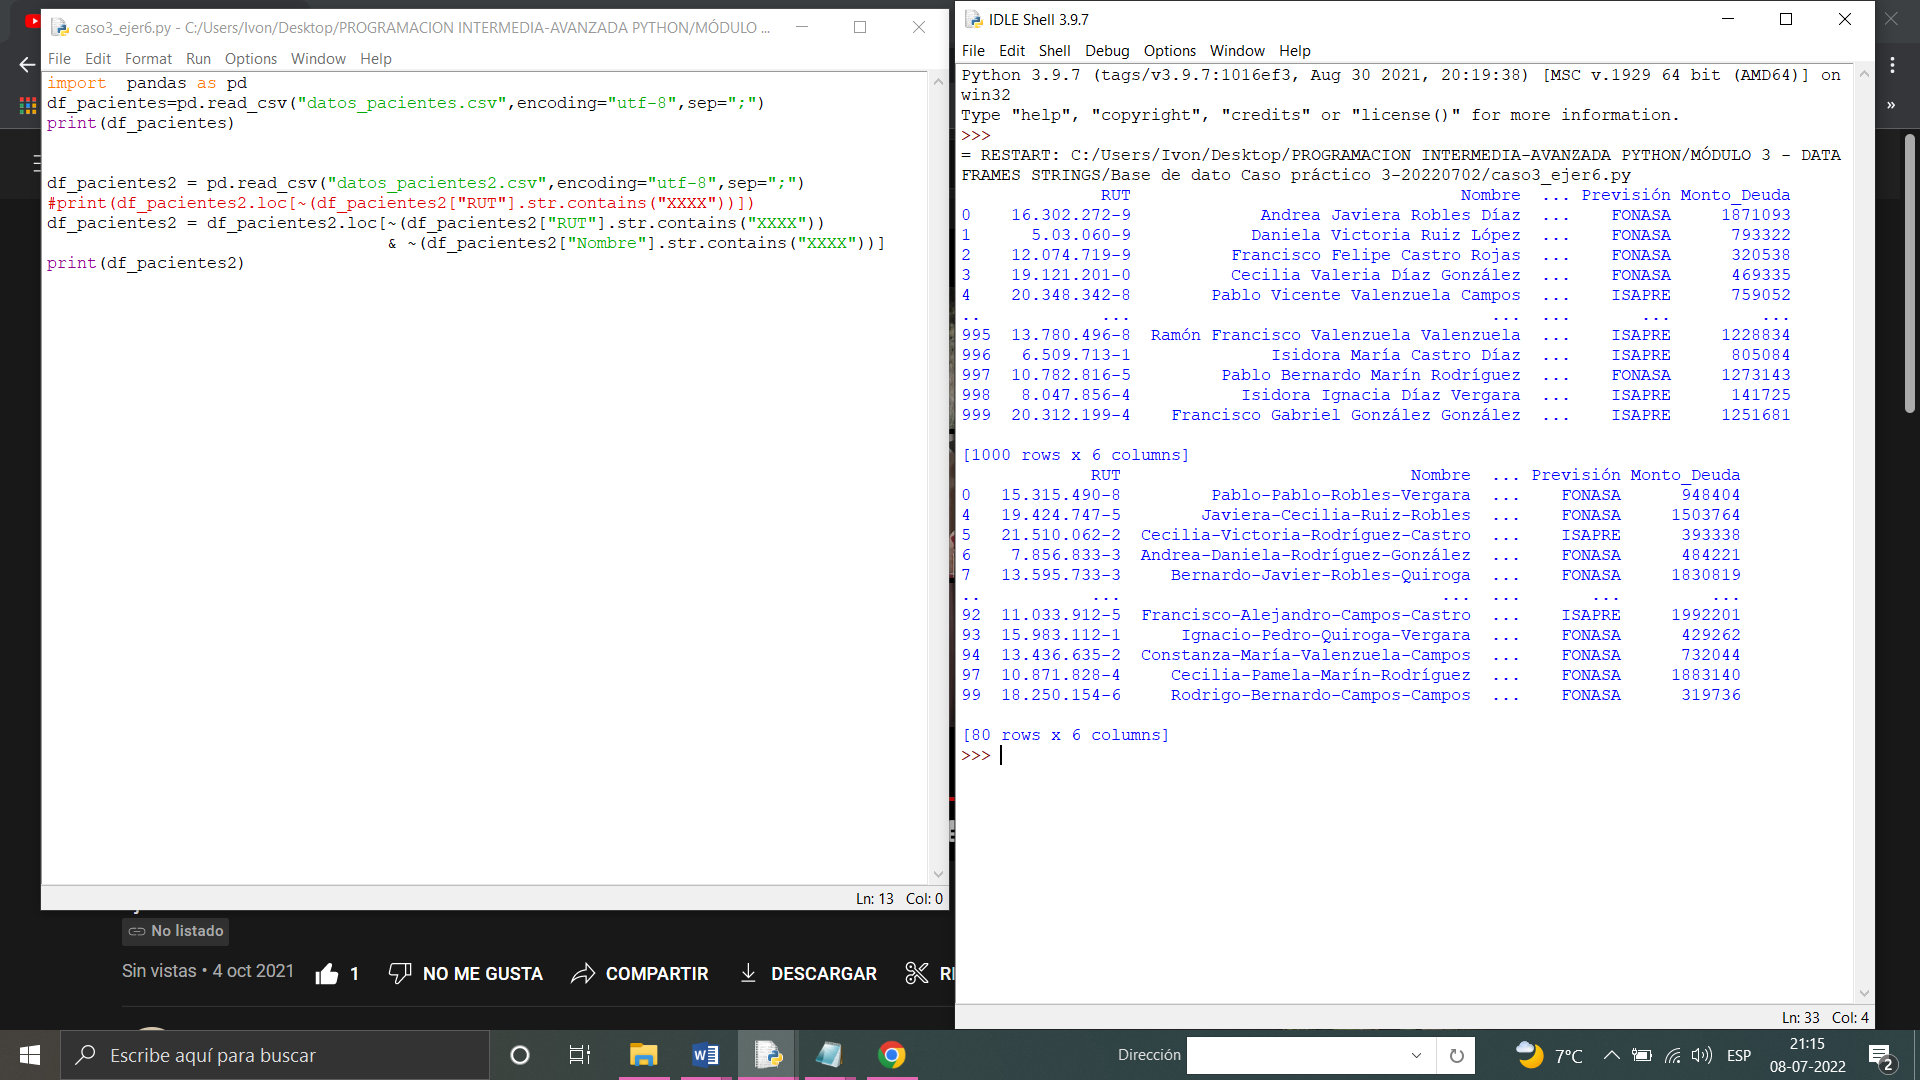 caso3_ejer6.py - C:/Users/Ivon/Desktop/PROGRAMACION INTERMEDIA-AVANZADA PYTHON/MÓDULO ...
File Edit Format Run Options Window Help
import  pandas as pd
df_pacientes=pd.read_csv("datos_pacientes.csv",encoding="utf-8",sep=";")
print(df_pacientes)
df_pacientes2 = pd.read_csv("datos_pacientes2.csv",encoding="utf-8",sep=";")
#print(df_pacientes2.loc[~(df_pacientes2["RUT"].str.contains("XXXX"))])
df_pacientes2 = df_pacientes2.loc[~(df_pacientes2["RUT"].str.contains("XXXX"))
& ~(df_pacientes2["Nombre"].str.contains("XXXX"))]
print(df_pacientes2)
Ln: 13 Col: 0
IDLE Shell 3.9.7
File Edit Shell Debug Options Window Help
Python 3.9.7 (tags/v3.9.7:1016ef3, Aug 30 2021, 20:19:38) [MSC v.1929 64 bit (AMD64)] on
win32
Type "help", "copyright", "credits" or "license()" for more information.
>>>
= RESTART: C:/Users/Ivon/Desktop/PROGRAMACION INTERMEDIA-AVANZADA PYTHON/MÓDULO 3 - DATA
FRAMES STRINGS/Base de dato Caso práctico 3-20220702/caso3_ejer6.py
RUT Nombre ... Previsión Monto_Deuda
0 16.302.272-9 Andrea Javiera Robles Díaz ... FONASA 1871093
1 5.03.060-9 Daniela Victoria Ruiz López ... FONASA 793322
2 12.074.719-9 Francisco Felipe Castro Rojas ... FONASA 320538
3 19.121.201-0 Cecilia Valeria Díaz González ... FONASA 469335
4 20.348.342-8 Pablo Vicente Valenzuela Campos ... ISAPRE 759052
.. ... ... ... ... ...
995 13.780.496-8 Ramón Francisco Valenzuela Valenzuela ... ISAPRE 1228834
996 6.509.713-1 Isidora María Castro Díaz ... ISAPRE 805084
997 10.782.816-5 Pablo Bernardo Marín Rodríguez ... FONASA 1273143
998 8.047.856-4 Isidora Ignacia Díaz Vergara ... ISAPRE 141725
999 20.312.199-4 Francisco Gabriel González González ... ISAPRE 1251681
[1000 rows x 6 columns]
RUT Nombre ... Previsión Monto_Deuda
0 15.315.490-8 Pablo-Pablo-Robles-Vergara ... FONASA 948404
4 19.424.747-5 Javiera-Cecilia-Ruiz-Robles ... FONASA 1503764
5 21.510.062-2 Cecilia-Victoria-Rodríguez-Castro ... ISAPRE 393338
6 7.856.833-3 Andrea-Daniela-Rodríguez-González ... FONASA 484221
7 13.595.733-3 Bernardo-Javier-Robles-Quiroga ... FONASA 1830819
.. ... ... ... ... ...
92 11.033.912-5 Francisco-Alejandro-Campos-Castro ... ISAPRE 1992201
93 15.983.112-1 Ignacio-Pedro-Quiroga-Vergara ... FONASA 429262
94 13.436.635-2 Constanza-María-Valenzuela-Campos ... FONASA 732044
97 10.871.828-4 Cecilia-Pamela-Marín-Rodríguez ... FONASA 1883140
99 18.250.154-6 Rodrigo-Bernardo-Campos-Campos ... FONASA 319736
[80 rows x 6 columns]
>>>
Ln: 33 Col: 4
No listado
Sin vistas • 4 oct 2021 1 NO ME GUSTA COMPARTIR DESCARGAR
Escribe aquí para buscar
Dirección
7°C
ESP
21:15
08-07-2022
2